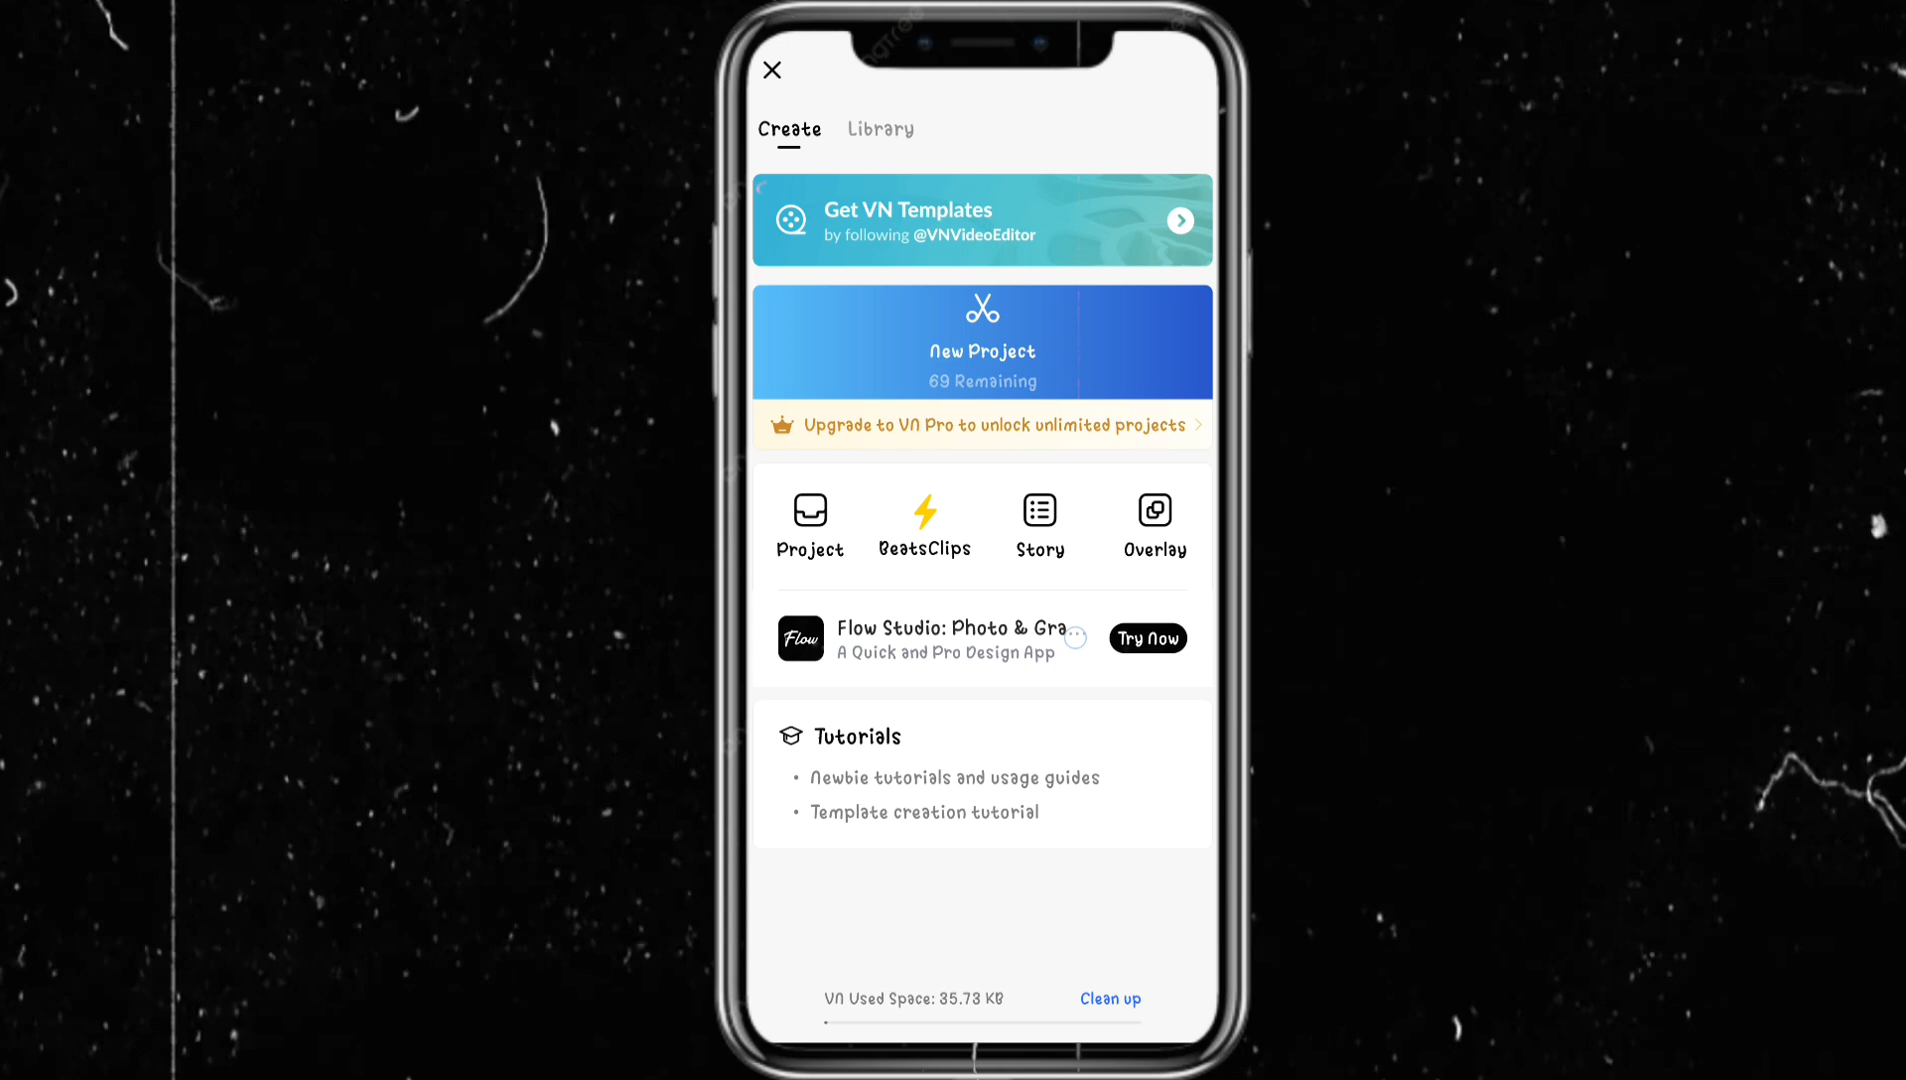 Create Library
Get VN Templates
by following @VNVideoEditor
New Project
69 Remaining
Upgrade to VN Pro to unlock unlimited projects
Project BeatsClips Story Overlay
Flow
Flow Studio: Photo & Gra...
A Quick and Pro Design App
Try Now
Tutorials
• Newbie tutorials and usage guides
• Template creation tutorial
VN Used Space: 35.73 KB Clean up